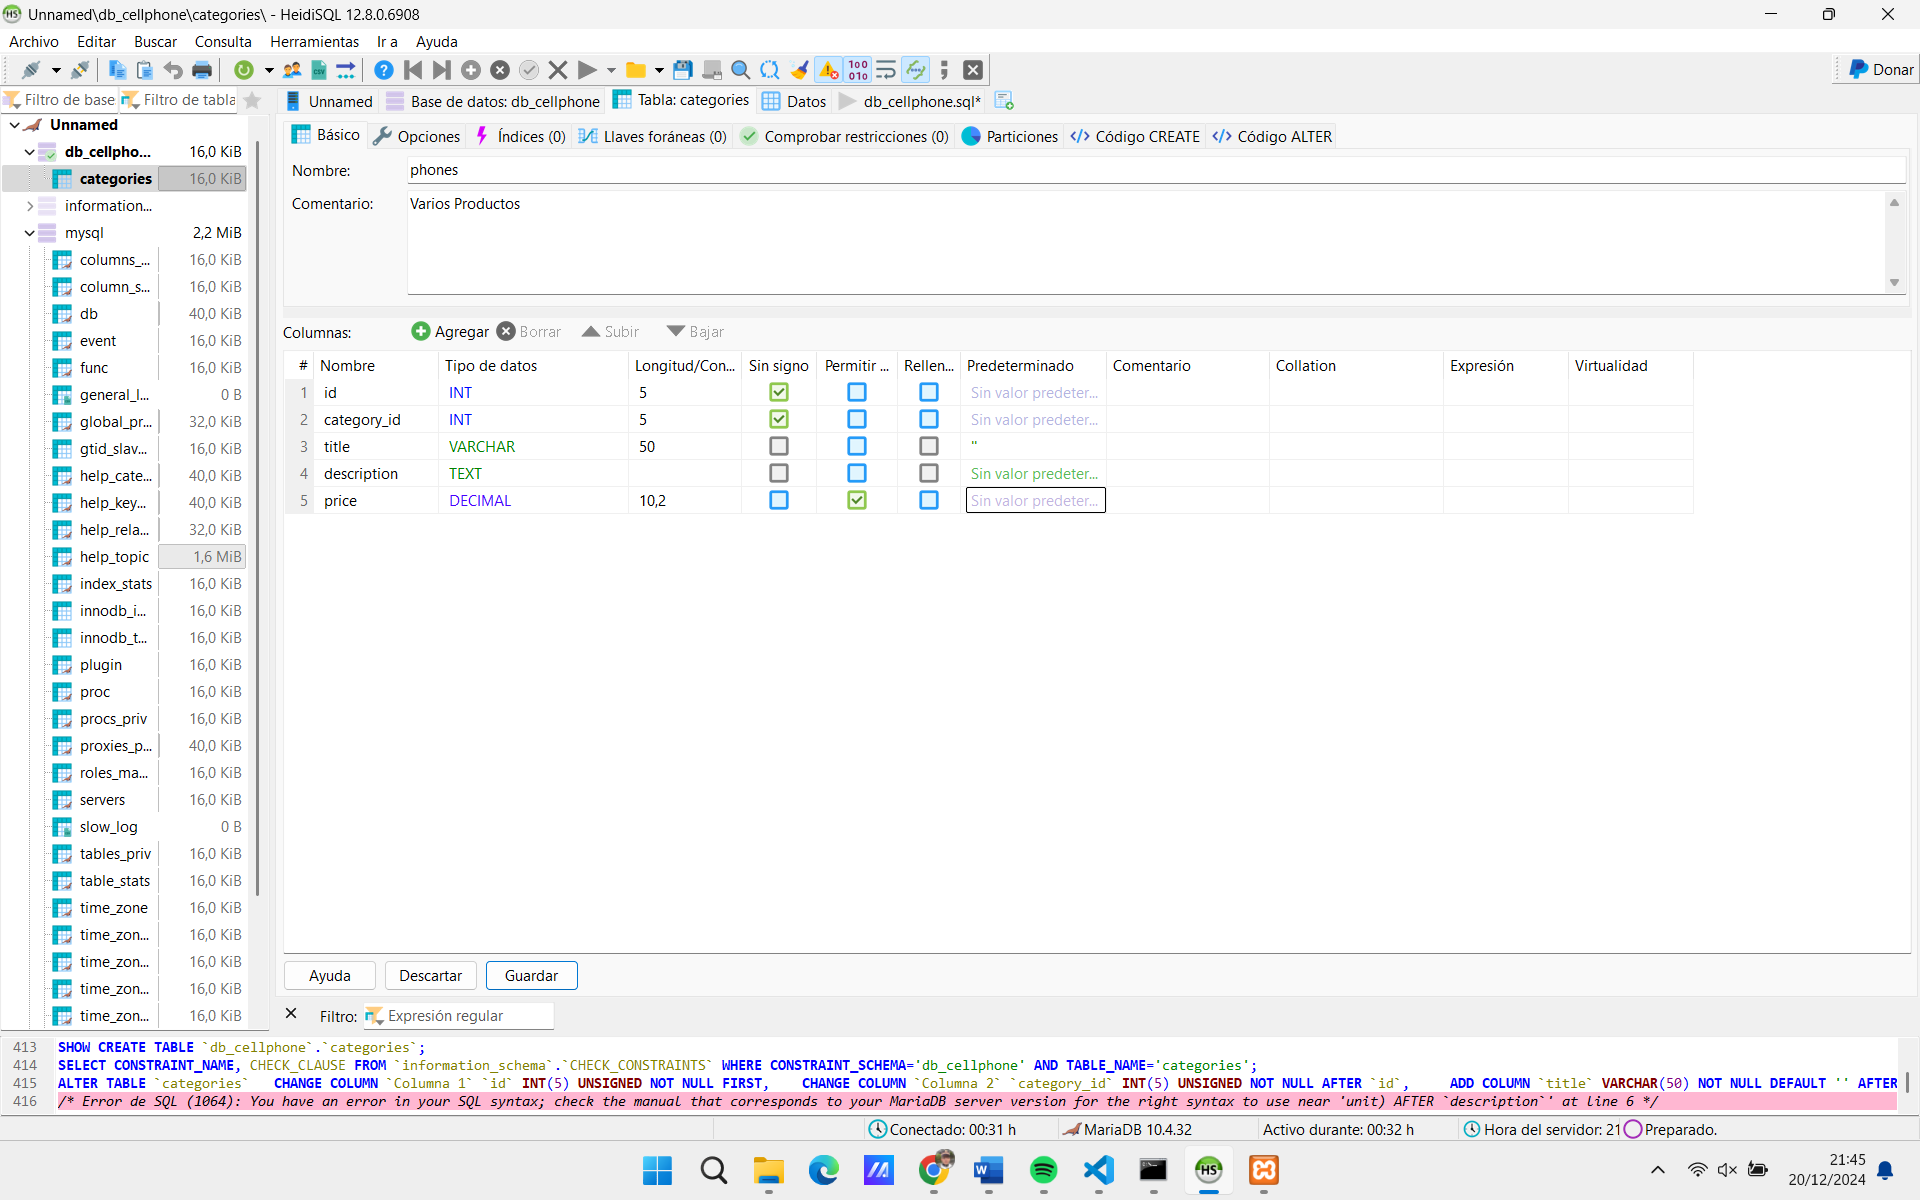 Unnamed\db_cellphone\categories\ - HeidiSQL 12.8.0.6908
Archivo Editar Buscar Consulta Herramientas Ir a Ayuda
Donar
Filtro de base Filtro de tabla
Unnamed Base de datos: db_cellphone Tabla: categories Datos db_cellphone.sql*
Unnamed
db_cellpho... 16,0 KiB
categories 16,0 KiB
information...
mysql 2,2 MiB
columns_... 16,0 KiB
column_s... 16,0 KiB
db 40,0 KiB
event 16,0 KiB
func 16,0 KiB
general_l... 0 B
global_pr... 32,0 KiB
gtid_slav... 16,0 KiB
help_cate... 40,0 KiB
help_key... 40,0 KiB
help_rela... 32,0 KiB
help_topic 1,6 MiB
index_stats 16,0 KiB
innodb_i... 16,0 KiB
innodb_t... 16,0 KiB
plugin 16,0 KiB
proc 16,0 KiB
procs_priv 16,0 KiB
proxies_p... 40,0 KiB
roles_ma... 16,0 KiB
servers 16,0 KiB
slow_log 0 B
tables_priv 16,0 KiB
table_stats 16,0 KiB
time_zone 16,0 KiB
time_zon... 16,0 KiB
time_zon... 16,0 KiB
time_zon... 16,0 KiB
time_zon... 16,0 KiB
Básico Opciones Índices (0) Llaves foráneas (0) Comprobar restricciones (0) Particiones Código CREATE Código ALTER
Nombre: phones
Comentario: Varios Productos
Columnas: Agregar Borrar Subir Bajar
# Nombre Tipo de datos Longitud/Con... Sin signo Permitir ... Rellen... Predeterminado Comentario Collation Expresión Virtualidad
1 id INT 5 Sin valor predeter...
2 category_id INT 5 Sin valor predeter...
3 title VARCHAR 50 ''
4 description TEXT Sin valor predeter...
5 price DECIMAL 10,2 Sin valor predeter...
Ayuda Descartar Guardar
Filtro: Expresión regular
413 SHOW CREATE TABLE `db_cellphone`.`categories`;
414 SELECT CONSTRAINT_NAME, CHECK_CLAUSE FROM `information_schema`.`CHECK_CONSTRAINTS` WHERE CONSTRAINT_SCHEMA='db_cellphone' AND TABLE_NAME='categories';
415 ALTER TABLE `categories` CHANGE COLUMN `Columna 1` `id` INT(5) UNSIGNED NOT NULL FIRST, CHANGE COLUMN `Columna 2` `category_id` INT(5) UNSIGNED NOT NULL AFTER `id`, ADD COLUMN `title` VARCHAR(50) NOT NULL DEFAULT '' AFTER
416 /* Error de SQL (1064): You have an error in your SQL syntax; check the manual that corresponds to your MariaDB server version for the right syntax to use near 'unit) AFTER `description`' at line 6 */
Conectado: 00:31 h MariaDB 10.4.32 Activo durante: 00:32 h Hora del servidor: 21 Preparado.
21:45
20/12/2024